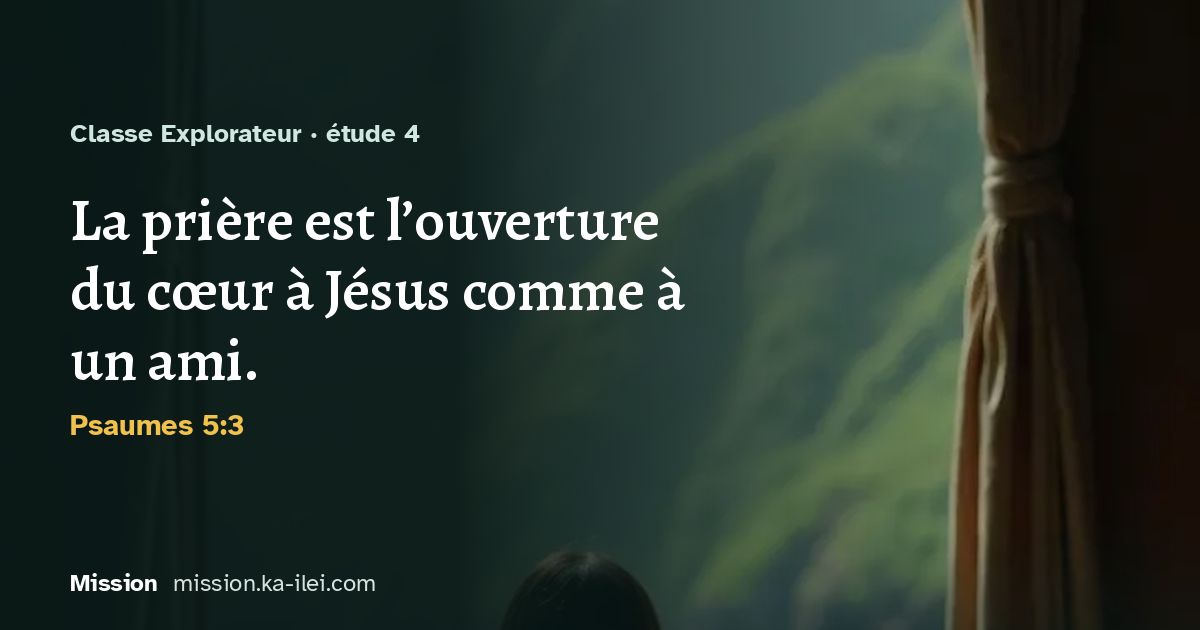 Classe Explorateur · étude 4
La prière est l’ouverture
du cœur à Jésus comme à
un ami.
Psaumes 5:3
Mission mission.ka-ilei.com